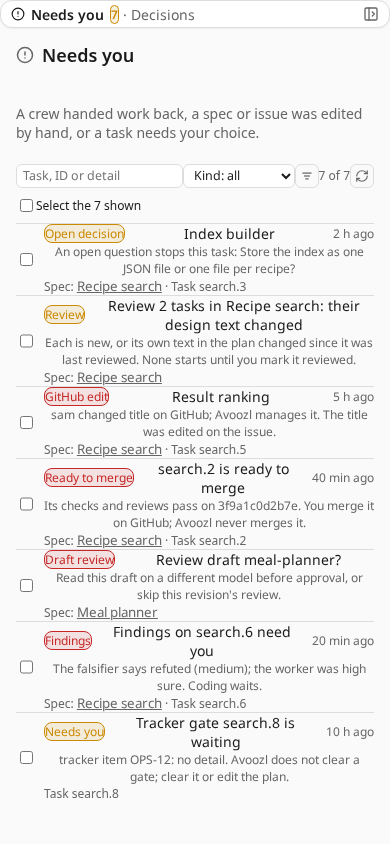 Needs you 7 · Decisions
Needs you
A crew handed work back, a spec or issue was edited
by hand, or a task needs your choice.
Task, ID or detail Kind: all 7 of 7
Select the 7 shown
Open decision Index builder 2 h ago
An open question stops this task: Store the index as one
JSON file or one file per recipe?
Spec: Recipe search · Task search.3
Review Review 2 tasks in Recipe search: their
design text changed
Each is new, or its own text in the plan changed since it was
last reviewed. None starts until you mark it reviewed.
Spec: Recipe search
GitHub edit Result ranking 5 h ago
sam changed title on GitHub; Avoozl manages it. The title
was edited on the issue.
Spec: Recipe search · Task search.5
Ready to merge search.2 is ready to 40 min ago
merge
Its checks and reviews pass on 3f9a1c0d2b7e. You merge it
on GitHub; Avoozl never merges it.
Spec: Recipe search · Task search.2
Draft review Review draft meal-planner?
Read this draft on a different model before approval, or
skip this revision's review.
Spec: Meal planner
Findings Findings on search.6 need 20 min ago
you
The falsifier says refuted (medium); the worker was high
sure. Coding waits.
Spec: Recipe search · Task search.6
Needs you Tracker gate search.8 is 10 h ago
waiting
tracker item OPS-12: no detail. Avoozl does not clear a
gate; clear it or edit the plan.
Task search.8